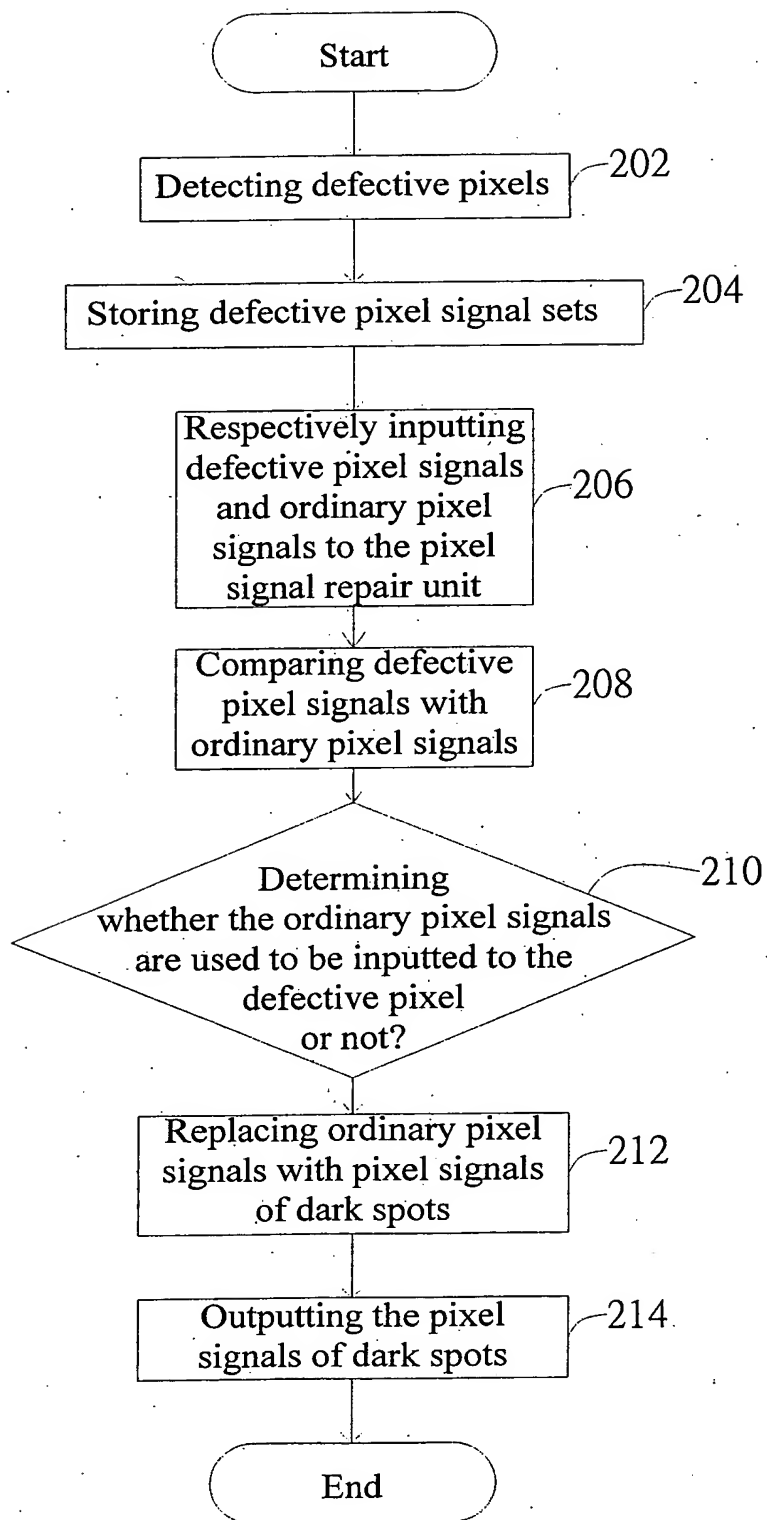 Start
Detecting defective pixels
202
Storing defective pixel signal sets
204
Respectively inputting
defective pixel signals
and ordinary pixel
signals to the pixel
signal repair unit
206
Comparing defective
pixel signals with
ordinary pixel signals
208
Determining
whether the ordinary pixel signals
are used to be inputted to the
defective pixel
or not?
210
Replacing ordinary pixel
signals with pixel signals
of dark spots
212
Outputting the pixel
signals of dark spots
214
End